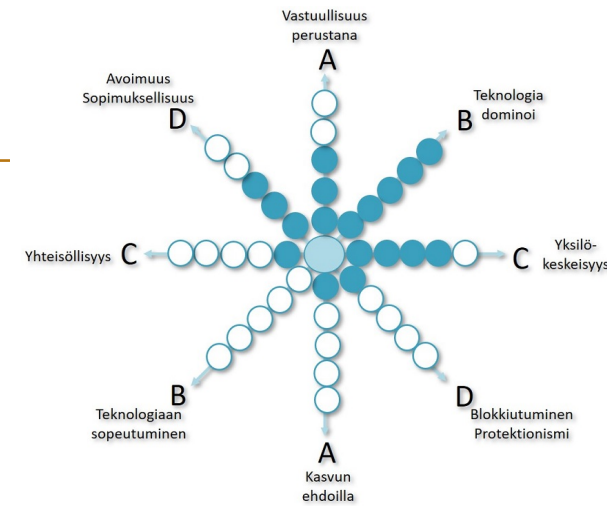 Vastuullisuus
perustana
A
Avoimuus
Sopimuksellisuus
D
Teknologia
dominoi
B
Yhteisöllisyys C
C Yksilö-
keskeisyys
B
Teknologiaan
sopeutuminen
D
Blokkiutuminen
Protektionismi
A
Kasvun
ehdoilla